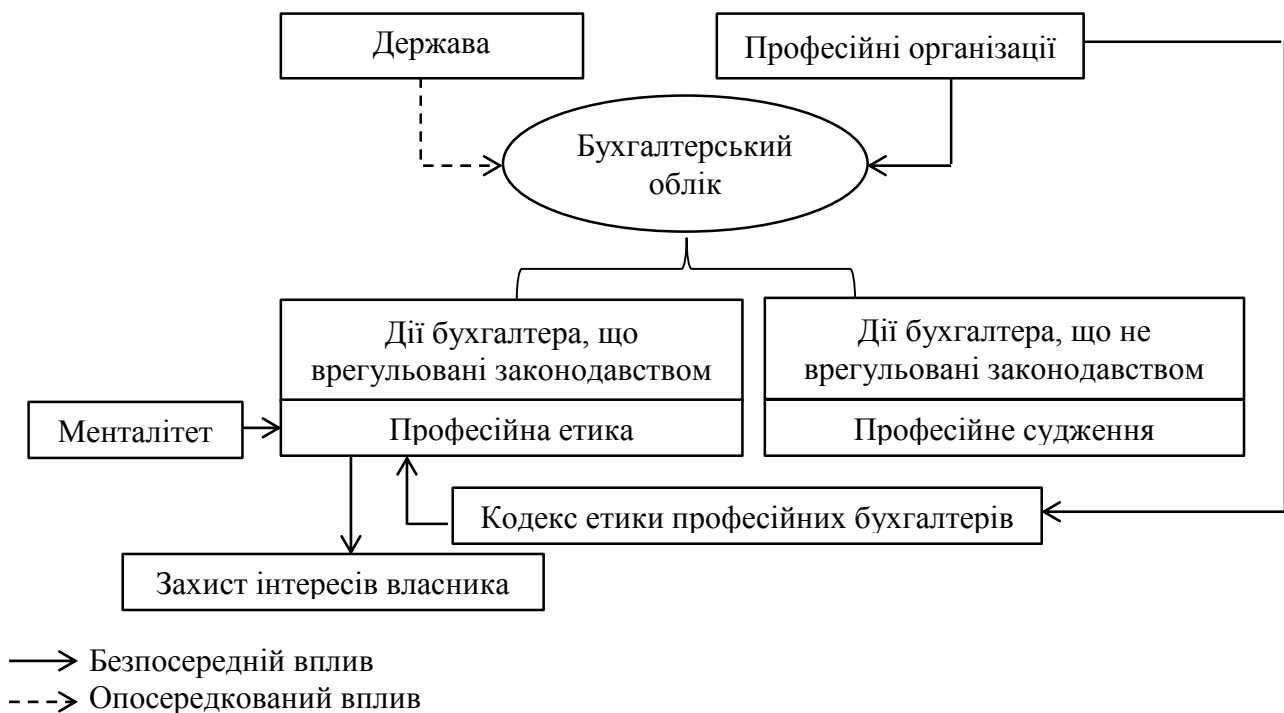 Держава
Професійні організації
Бухгалтерський
облік
Дії бухгалтера, що
врегульовані законодавством
Дії бухгалтера, що не
врегульовані законодавством
Менталітет
Професійна етика
Професійне судження
Кодекс етики професійних бухгалтерів
Захист інтересів власника
Безпосередній вплив
Опосередкований вплив